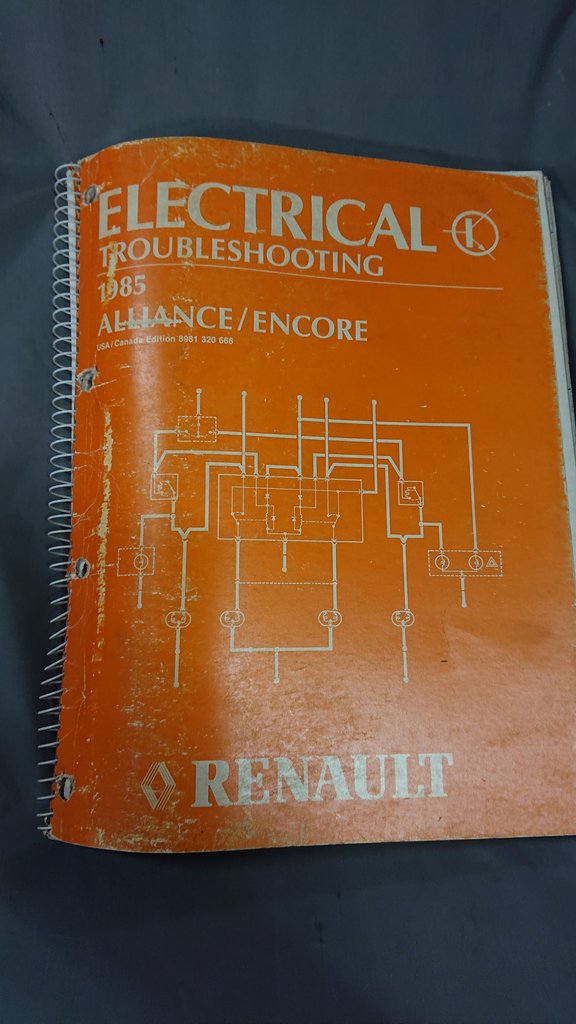 ELECTRICAL
TROUBLESHOOTING
1985
ALLIANCE/ENCORE
USA/Canada Edition 8981 320 666
RENAULT